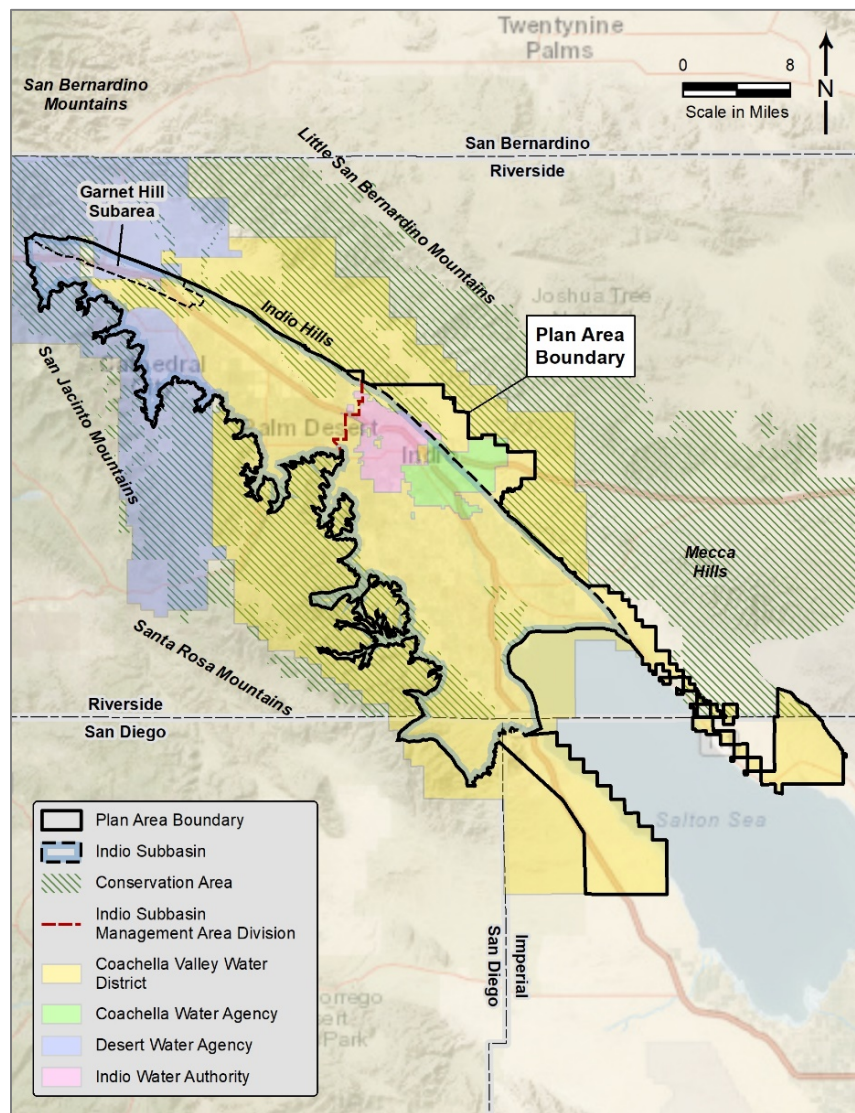 Twentynine
Palms
San Bernardino
Mountains
0 8
Scale in Miles
N
San Bernardino
Riverside
Little San Bernardino Mountains
Garnet Hill
Subarea
Indio Hills
Joshua Tree
Plan Area
Boundary
San Jacinto Mountains
Cathedral
Palm Desert
Indio
Mecca
Hills
Santa Rosa Mountains
Riverside
San Diego
Salton Sea
Imperial
San Diego
Plan Area Boundary
Indio Subbasin
Conservation Area
Indio Subbasin
Management Area Division
Coachella Valley Water
District
Coachella Water Agency
Desert Water Agency
Indio Water Authority
Park